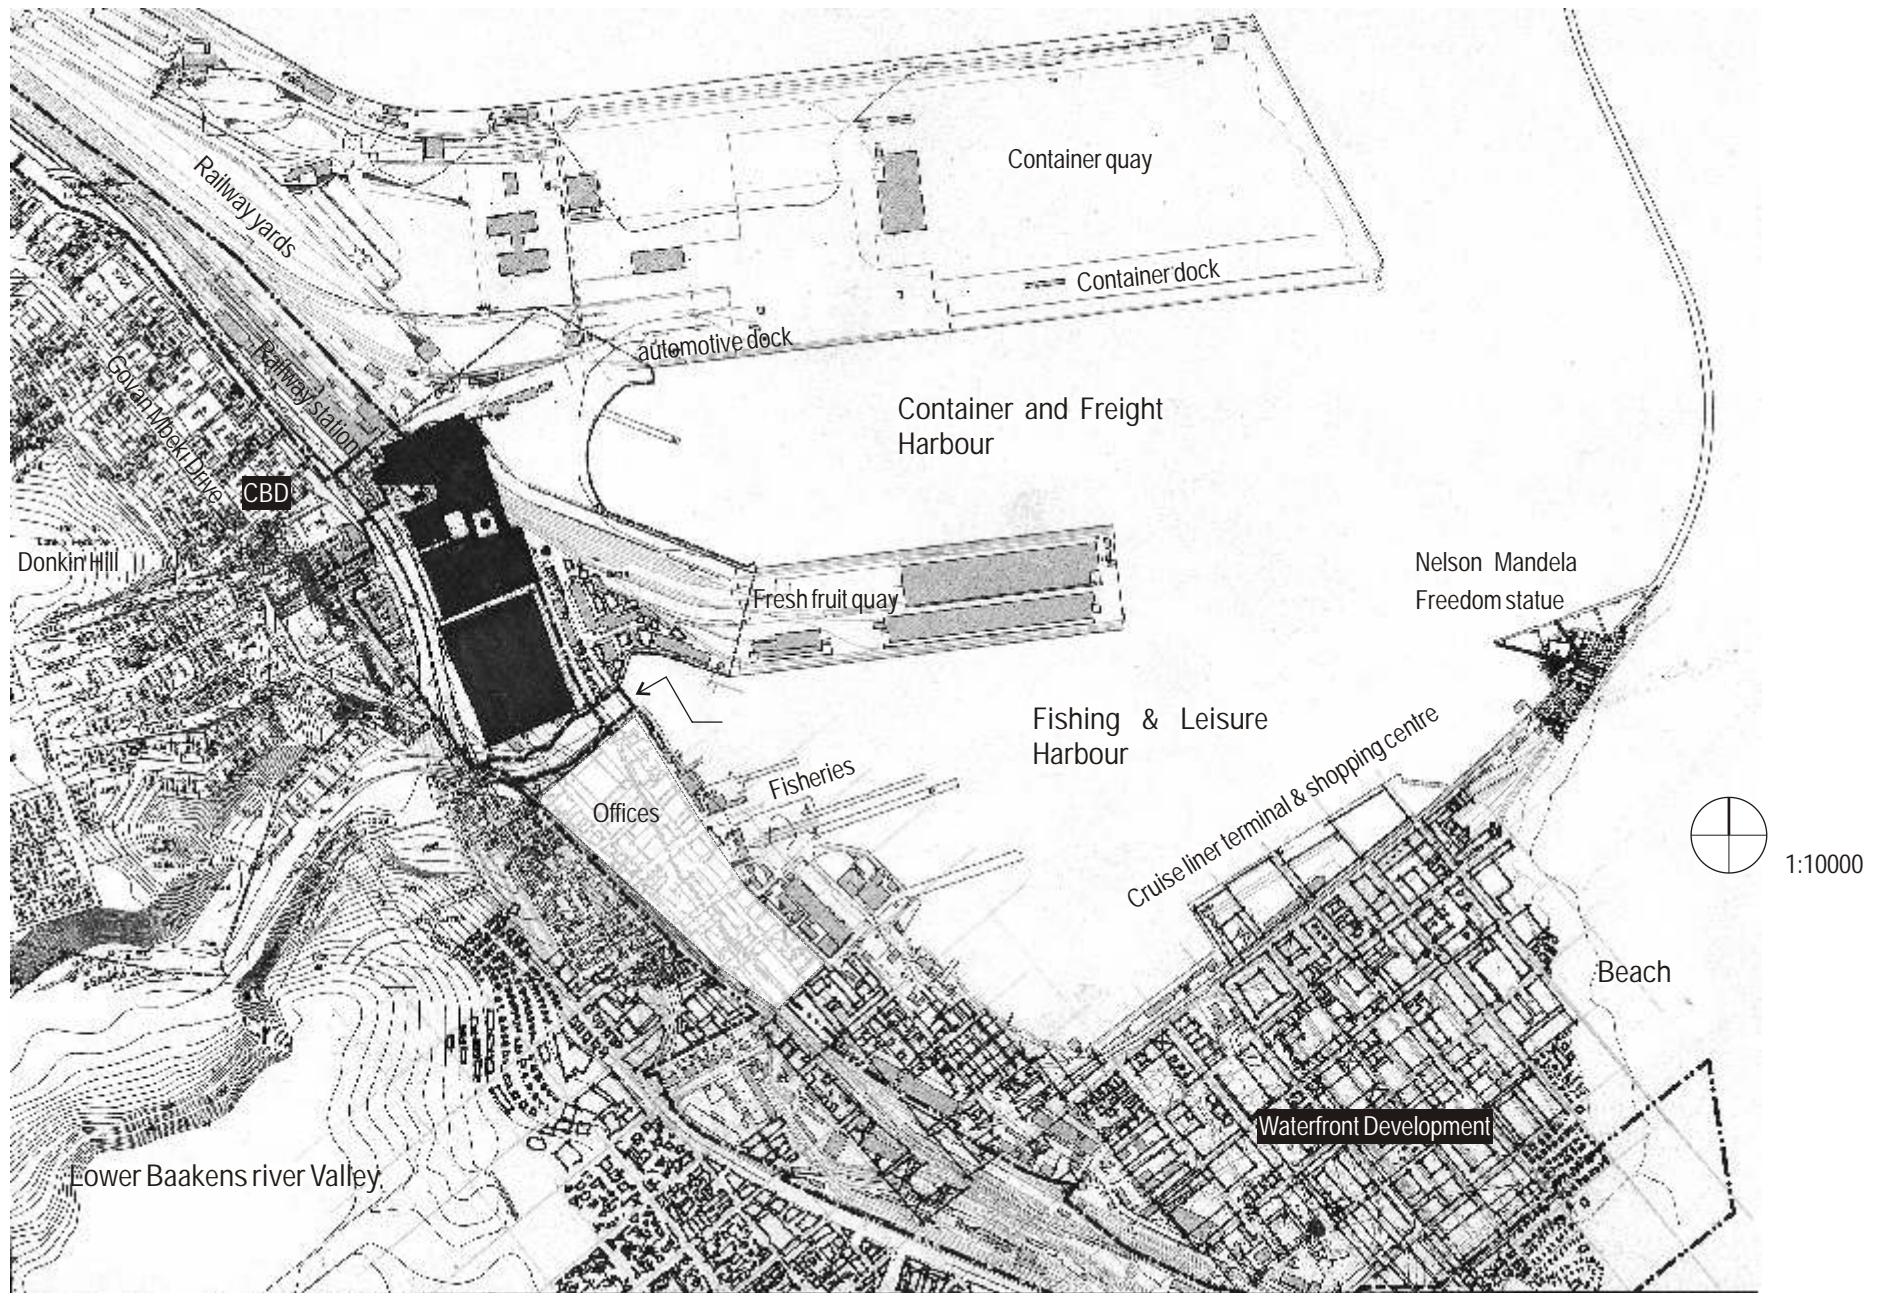 Container quay
Railway yards
Container dock
automotive dock
Railway station
Govan Mbeki Drive
Container and Freight
Harbour
CBD
Donkin Hill
Nelson Mandela
Freedom statue
Fresh fruit quay
Fishing & Leisure
Harbour
Fisheries
Offices
Cruise liner terminal & shopping centre
1:10000
Beach
Waterfront Development
Lower Baakens river Valley